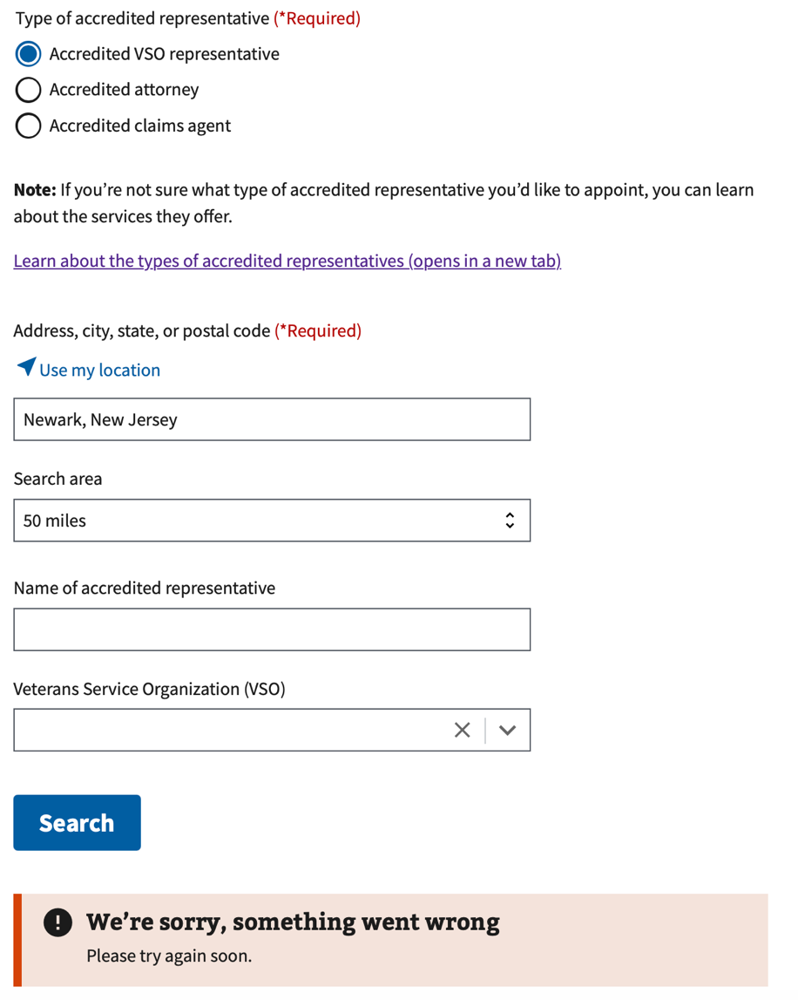 Type of accredited representative (*Required)
Accredited VSO representative
Accredited attorney
Accredited claims agent
Note: If you’re not sure what type of accredited representative you’d like to appoint, you can learn
about the services they offer.
Learn about the types of accredited representatives (opens in a new tab)
Address, city, state, or postal code (*Required)
Use my location
Newark, New Jersey
Search area
50 miles
Name of accredited representative
Veterans Service Organization (VSO)
Search
We’re sorry, something went wrong
Please try again soon.